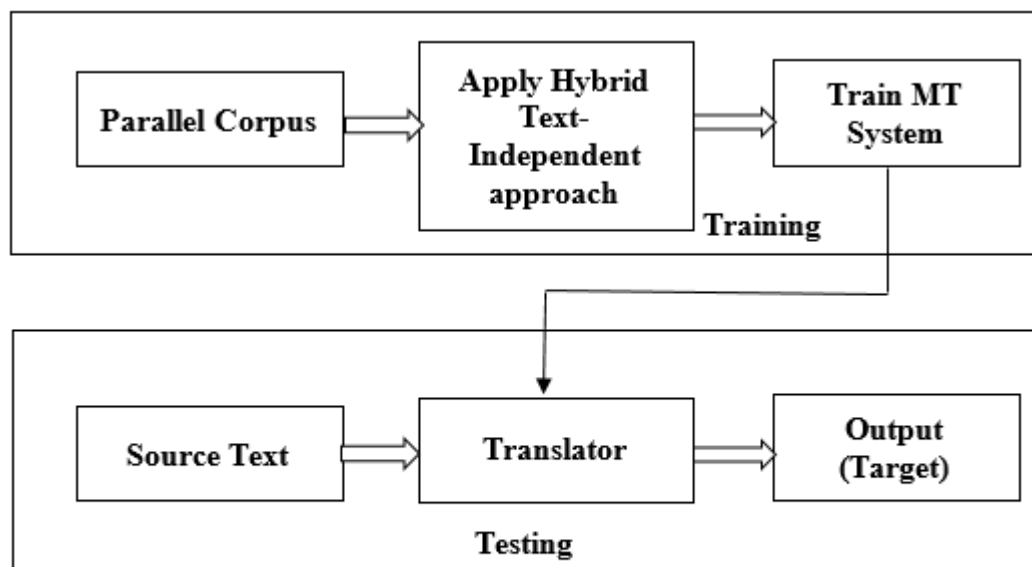 Parallel Corpus
Apply Hybrid
Text-
Independent
approach
Train MT
System
Training
Source Text
Translator
Output
(Target)
Testing